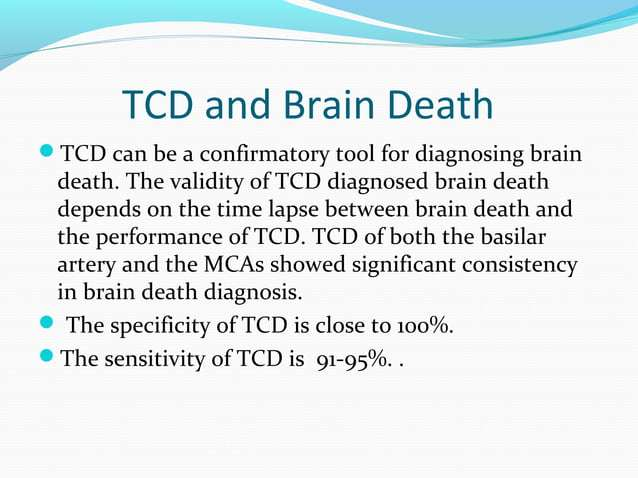 TCD and Brain Death
TCD can be a confirmatory tool for diagnosing brain
death. The validity of TCD diagnosed brain death
depends on the time lapse between brain death and
the performance of TCD. TCD of both the basilar
artery and the MCAs showed significant consistency
in brain death diagnosis.
The specificity of TCD is close to 100%.
The sensitivity of TCD is 91-95%. .